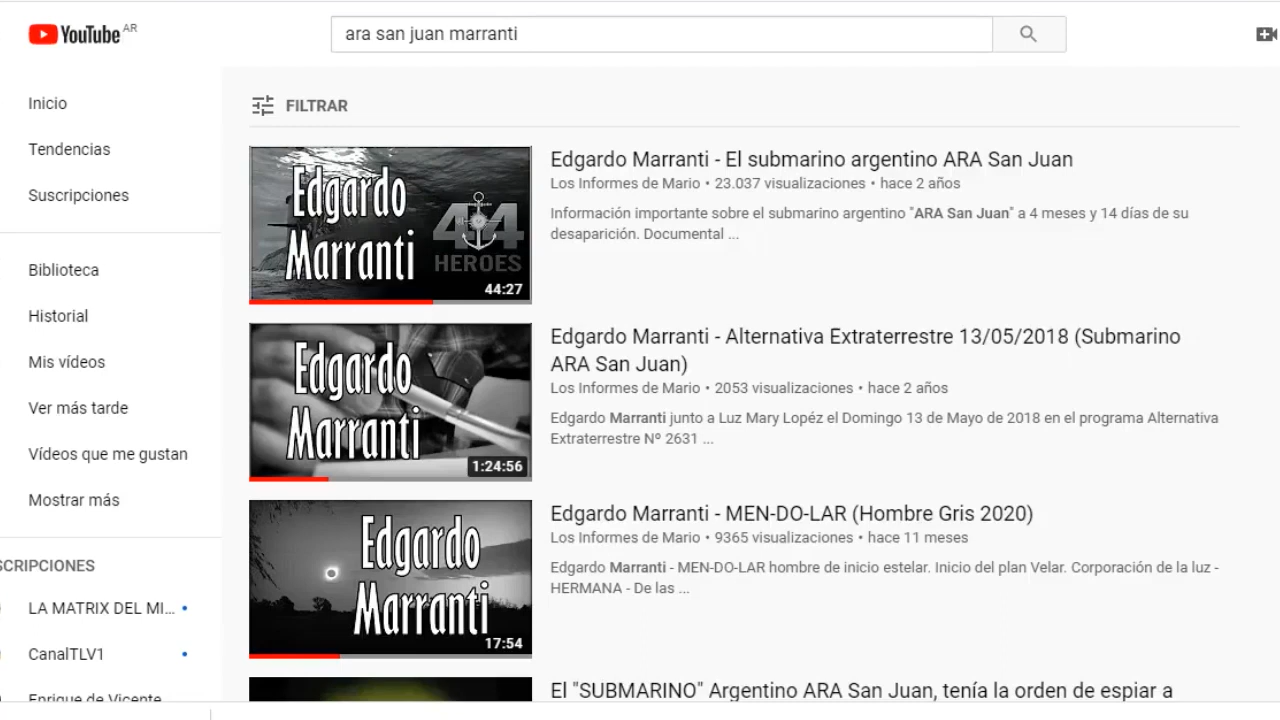 YouTube AR
ara san juan marranti
Inicio
Tendencias
Suscripciones
Biblioteca
Historial
Mis vídeos
Ver más tarde
Vídeos que me gustan
Mostrar más
SCRIPCIONES
LA MATRIX DEL MI...
CanalTLV1
Enrique de Vicente
FILTRAR
Edgardo
Marranti
44
HEROES
44:27
Edgardo Marranti - El submarino argentino ARA San Juan
Los Informes de Mario • 23.037 visualizaciones • hace 2 años
Información importante sobre el submarino argentino "ARA San Juan" a 4 meses y 14 días de su
desaparición. Documental ...
Edgardo
Marranti
1:24:56
Edgardo Marranti - Alternativa Extraterrestre 13/05/2018 (Submarino
ARA San Juan)
Los Informes de Mario • 2053 visualizaciones • hace 2 años
Edgardo Marranti junto a Luz Mary Lopéz el Domingo 13 de Mayo de 2018 en el programa Alternativa
Extraterrestre Nº 2631 ...
Edgardo
Marranti
17:54
Edgardo Marranti - MEN-DO-LAR (Hombre Gris 2020)
Los Informes de Mario • 9365 visualizaciones • hace 11 meses
Edgardo Marranti - MEN-DO-LAR hombre de inicio estelar. Inicio del plan Velar. Corporación de la luz -
HERMANA - De las ...
El "SUBMARINO" Argentino ARA San Juan, tenía la orden de espiar a